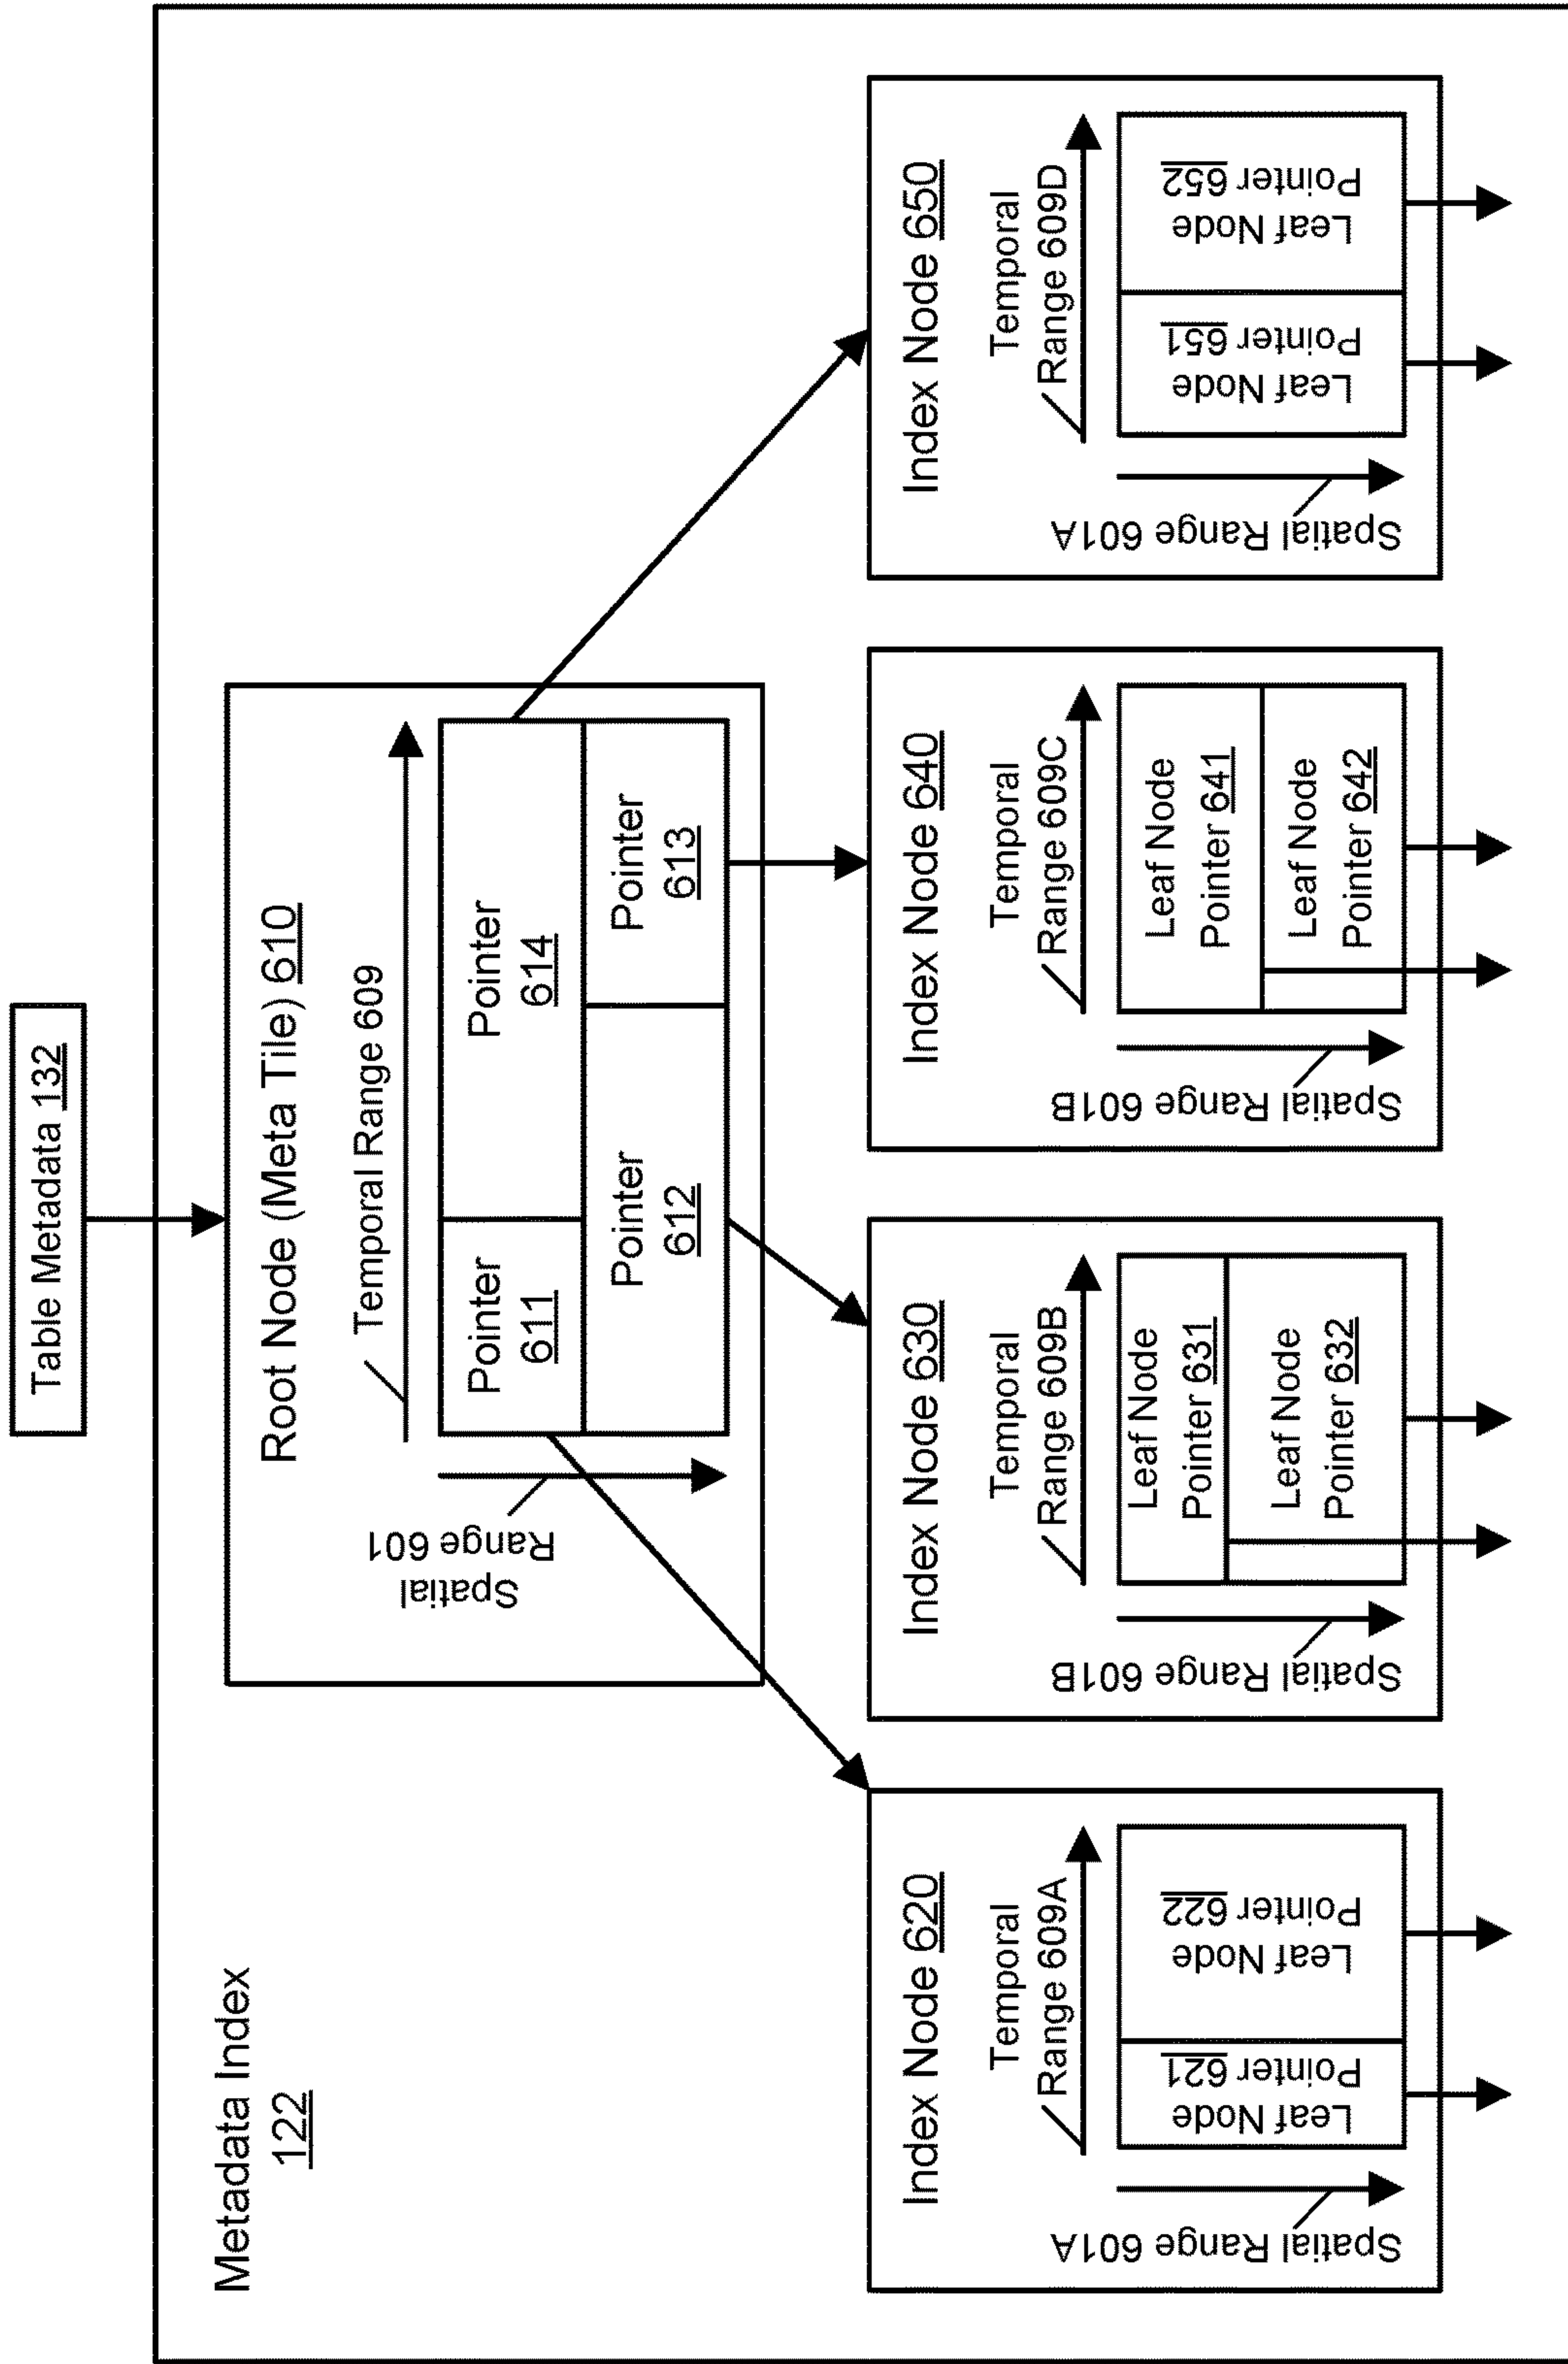 Table Metadata 132
Metadata Index
122
Root Node (Meta Tile) 610
Temporal Range 609
Spatial
Range 601
Pointer
611
Pointer
614
Pointer
612
Pointer
613
Index Node 620
Temporal
Range 609A
Spatial Range 601A
Leaf Node
Pointer 621
Leaf Node
Pointer 622
Index Node 630
Temporal
Range 609B
Spatial Range 601B
Leaf Node
Pointer 631
Leaf Node
Pointer 632
Index Node 640
Temporal
Range 609C
Spatial Range 601B
Leaf Node
Pointer 641
Leaf Node
Pointer 642
Index Node 650
Temporal
Range 609D
Spatial Range 601A
Leaf Node
Pointer 651
Leaf Node
Pointer 652